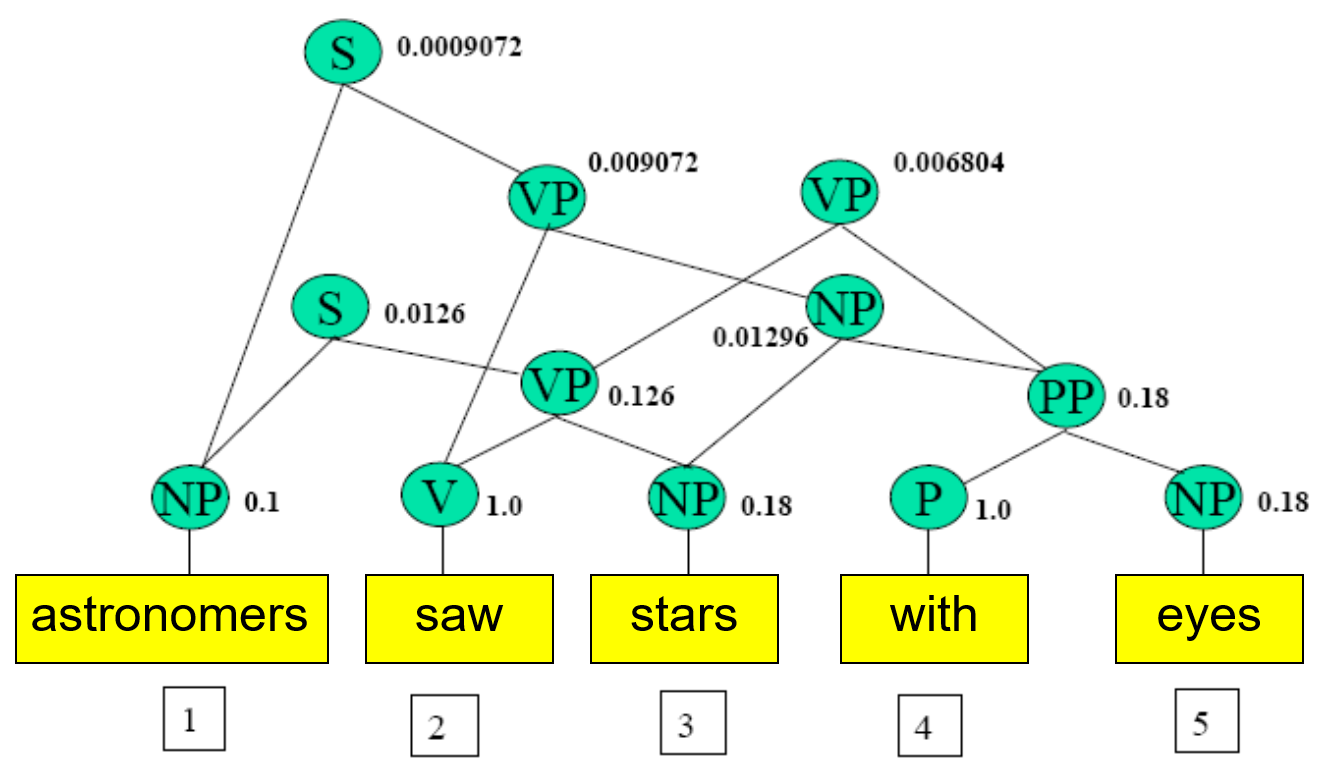 S 0.0009072
VP 0.009072
VP 0.006804
S 0.0126
NP 0.01296
VP 0.126
PP 0.18
NP 0.1
V 1.0
NP 0.18
P 1.0
NP 0.18
astronomers saw stars with eyes
1 2 3 4 5